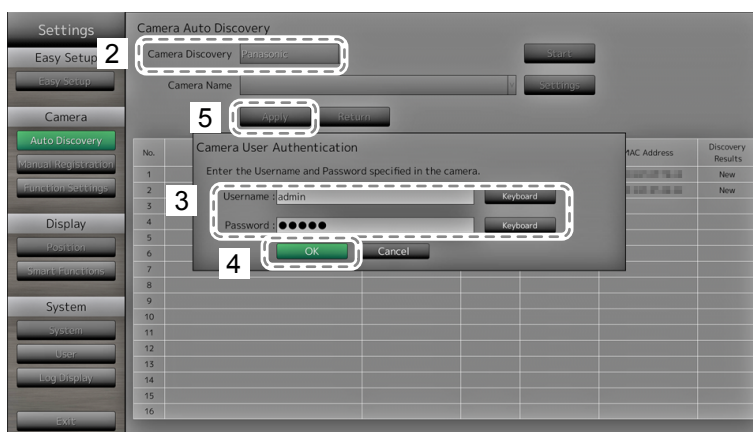 Settings
Easy Setup
Easy Setup
Camera
Auto Discovery
Manual Registration
Function Settings
Display
Position
Smart Functions
System
System
User
Log Display
Exit
Camera Auto Discovery
2
Camera Discovery Panasonic Start
Camera Name Settings
5
Apply Return
No. MAC Address Discovery Results
1 New
2 New
3
4
5
6
7
8
9
10
11
12
13
14
15
16
Camera User Authentication
Enter the Username and Password specified in the camera.
3
Username : admin Keyboard
Password : ●●●●● Keyboard
4
OK Cancel